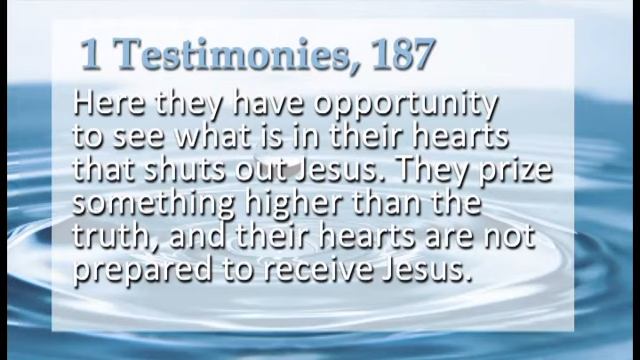 1 Testimonies, 187
Here they have opportunity
to see what is in their hearts
that shuts out Jesus. They prize
something higher than the
truth, and their hearts are not
prepared to receive Jesus.